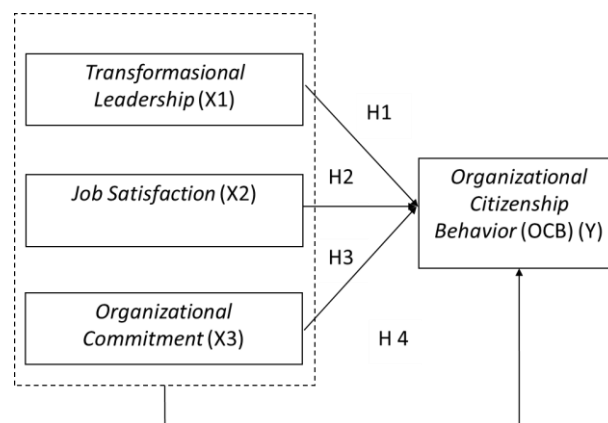 Transformasional
Leadership (X1)
H1
Job Satisfaction (X2)
H2
Organizational
Citizenship
Behavior (OCB) (Y)
H3
Organizational
Commitment (X3)
H 4